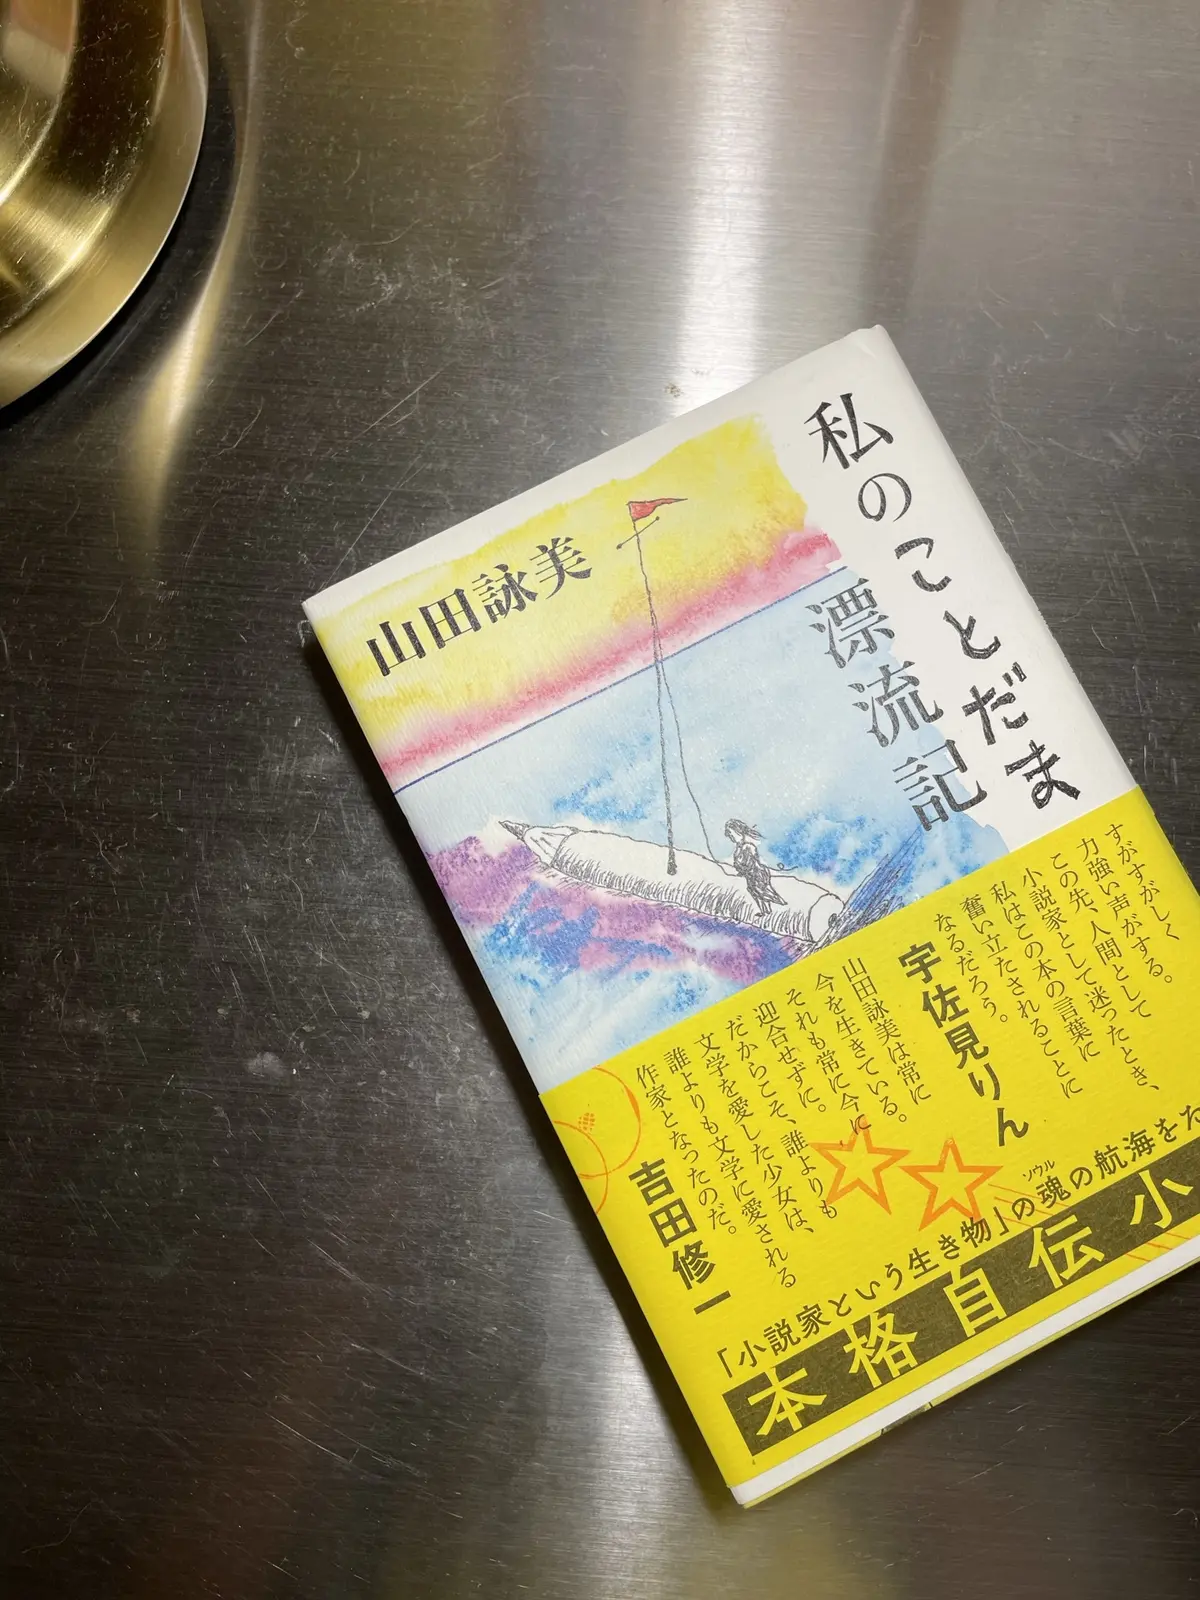 私のことだま
漂流記
山田詠美
すがすがしく
力強い声がする。
この先、人間として
小説家として迷ったとき、
私はこの本の言葉に
奮い立たされることに
なるだろう。
宇佐見りん
山田詠美は常に
今を生きている。
それも常に今に
迎合せずに。
だからこそ、誰よりも
文学を愛した少女は、
誰よりも文学に愛される
作家となったのだ。
吉田修一
ソウル
「小説家という生き物」の魂の航海をた
本格自伝小